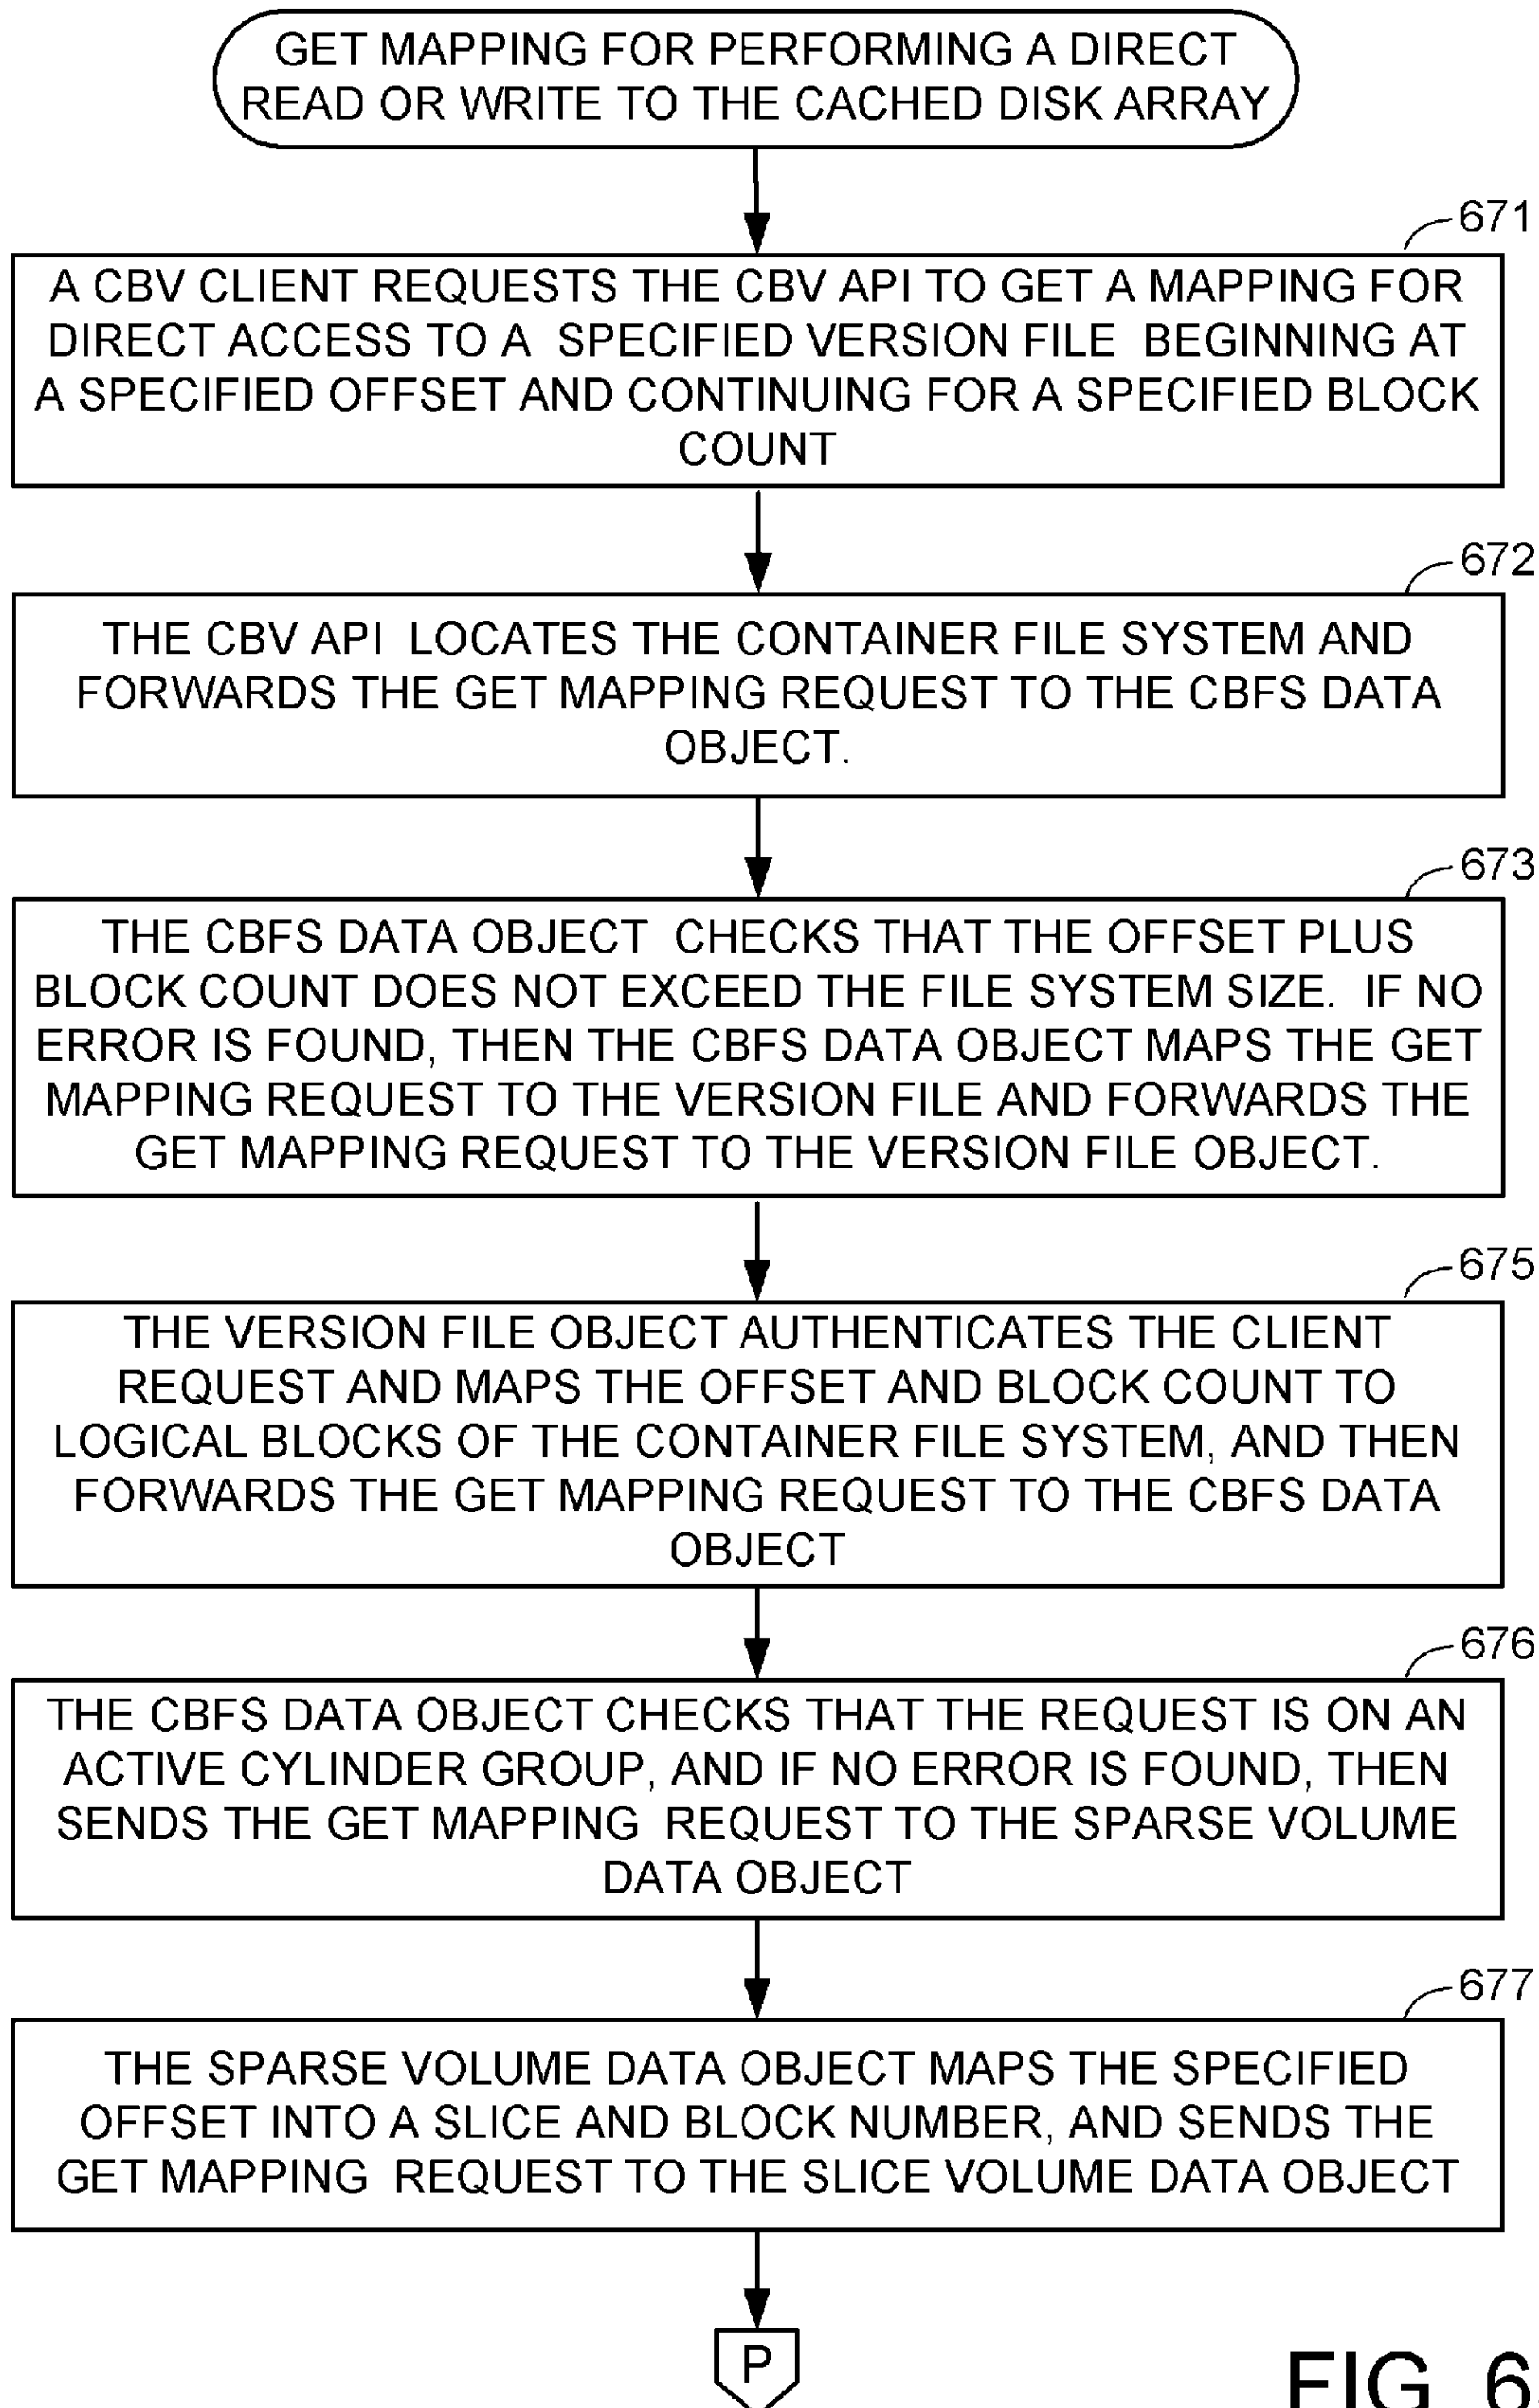 GET MAPPING FOR PERFORMING A DIRECT
READ OR WRITE TO THE CACHED DISK ARRAY
671
A CBV CLIENT REQUESTS THE CBV API TO GET A MAPPING FOR
DIRECT ACCESS TO A SPECIFIED VERSION FILE BEGINNING AT
A SPECIFIED OFFSET AND CONTINUING FOR A SPECIFIED BLOCK
COUNT
672
THE CBV API LOCATES THE CONTAINER FILE SYSTEM AND
FORWARDS THE GET MAPPING REQUEST TO THE CBFS DATA
OBJECT.
673
THE CBFS DATA OBJECT CHECKS THAT THE OFFSET PLUS
BLOCK COUNT DOES NOT EXCEED THE FILE SYSTEM SIZE. IF NO
ERROR IS FOUND, THEN THE CBFS DATA OBJECT MAPS THE GET
MAPPING REQUEST TO THE VERSION FILE AND FORWARDS THE
GET MAPPING REQUEST TO THE VERSION FILE OBJECT.
675
THE VERSION FILE OBJECT AUTHENTICATES THE CLIENT
REQUEST AND MAPS THE OFFSET AND BLOCK COUNT TO
LOGICAL BLOCKS OF THE CONTAINER FILE SYSTEM, AND THEN
FORWARDS THE GET MAPPING REQUEST TO THE CBFS DATA
OBJECT
676
THE CBFS DATA OBJECT CHECKS THAT THE REQUEST IS ON AN
ACTIVE CYLINDER GROUP, AND IF NO ERROR IS FOUND, THEN
SENDS THE GET MAPPING REQUEST TO THE SPARSE VOLUME
DATA OBJECT
677
THE SPARSE VOLUME DATA OBJECT MAPS THE SPECIFIED
OFFSET INTO A SLICE AND BLOCK NUMBER, AND SENDS THE
GET MAPPING REQUEST TO THE SLICE VOLUME DATA OBJECT
P
FIG. 6